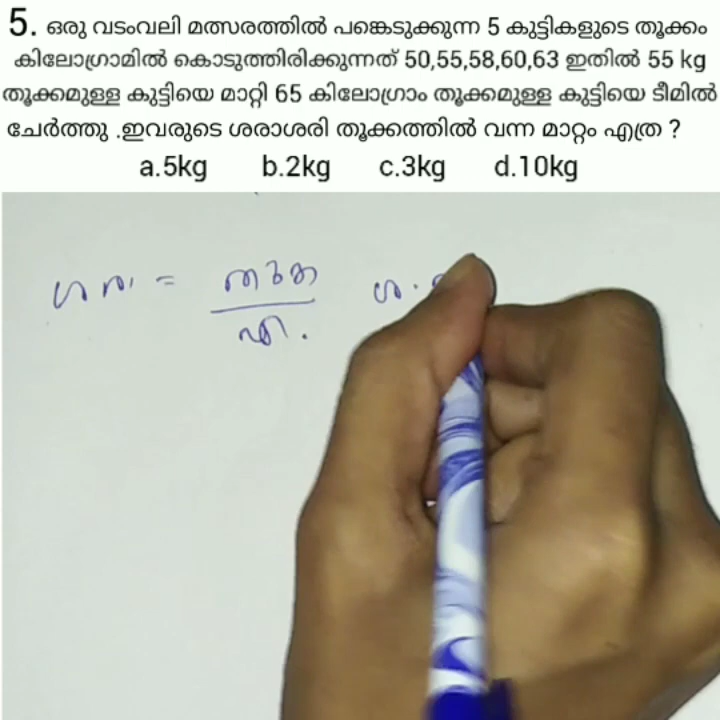 5. ഒരു വടംവലി മത്സരത്തിൽ പങ്കെടുക്കുന്ന 5 കുട്ടികളുടെ തൂക്കം
കിലോഗ്രാമിൽ കൊടുത്തിരിക്കുന്നത് 50,55,58,60,63 ഇതിൽ 55 kg
തൂക്കമുള്ള കുട്ടിയെ മാറ്റി 65 കിലോഗ്രാം തൂക്കമുള്ള കുട്ടിയെ ടീമിൽ
ചേർത്തു .ഇവരുടെ ശരാശരി തൂക്കത്തിൽ വന്ന മാറ്റം എത്ര ?
a.5kg b.2kg c.3kg d.10kg
=  തുക